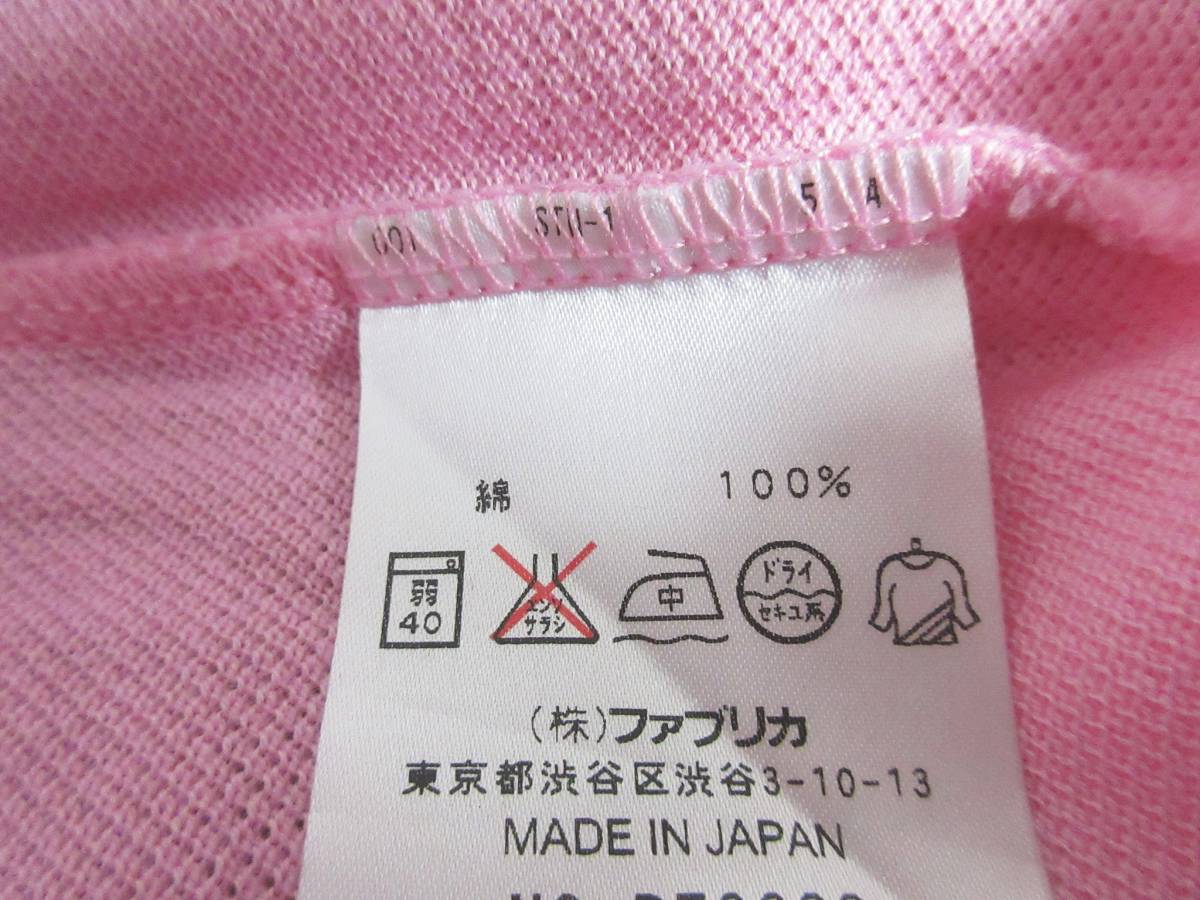 001 5 4
綿 100%
弱 40 エンソ サラシ 中 ドライ セキユ系
(株)ファブリカ
東京都渋谷区渋谷3-10-13
MADE IN JAPAN